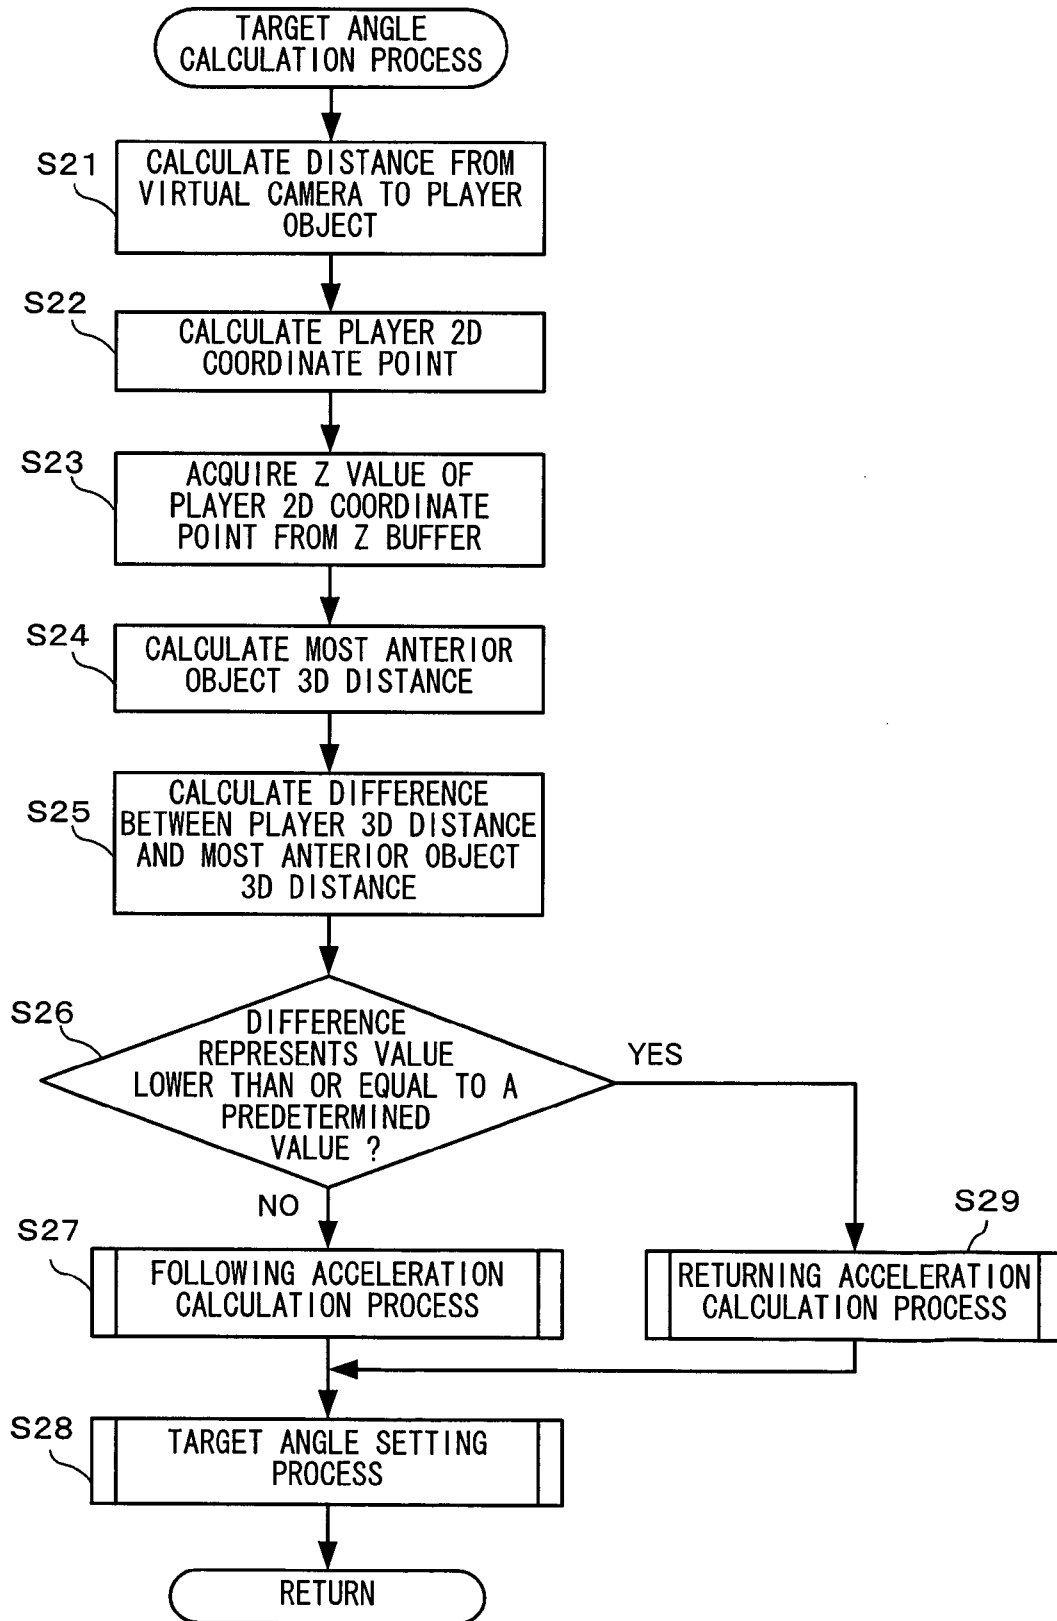 TARGET ANGLE
CALCULATION PROCESS
S21
CALCULATE DISTANCE FROM
VIRTUAL CAMERA TO PLAYER
OBJECT
S22
CALCULATE PLAYER 2D
COORDINATE POINT
S23
ACQUIRE Z VALUE OF
PLAYER 2D COORDINATE
POINT FROM Z BUFFER
S24
CALCULATE MOST ANTERIOR
OBJECT 3D DISTANCE
S25
CALCULATE DIFFERENCE
BETWEEN PLAYER 3D DISTANCE
AND MOST ANTERIOR OBJECT
3D DISTANCE
S26
DIFFERENCE
REPRESENTS VALUE
LOWER THAN OR EQUAL TO A
PREDETERMINED
VALUE ?
YES
NO
S27
FOLLOWING ACCELERATION
CALCULATION PROCESS
S29
RETURNING ACCELERATION
CALCULATION PROCESS
S28
TARGET ANGLE SETTING
PROCESS
RETURN